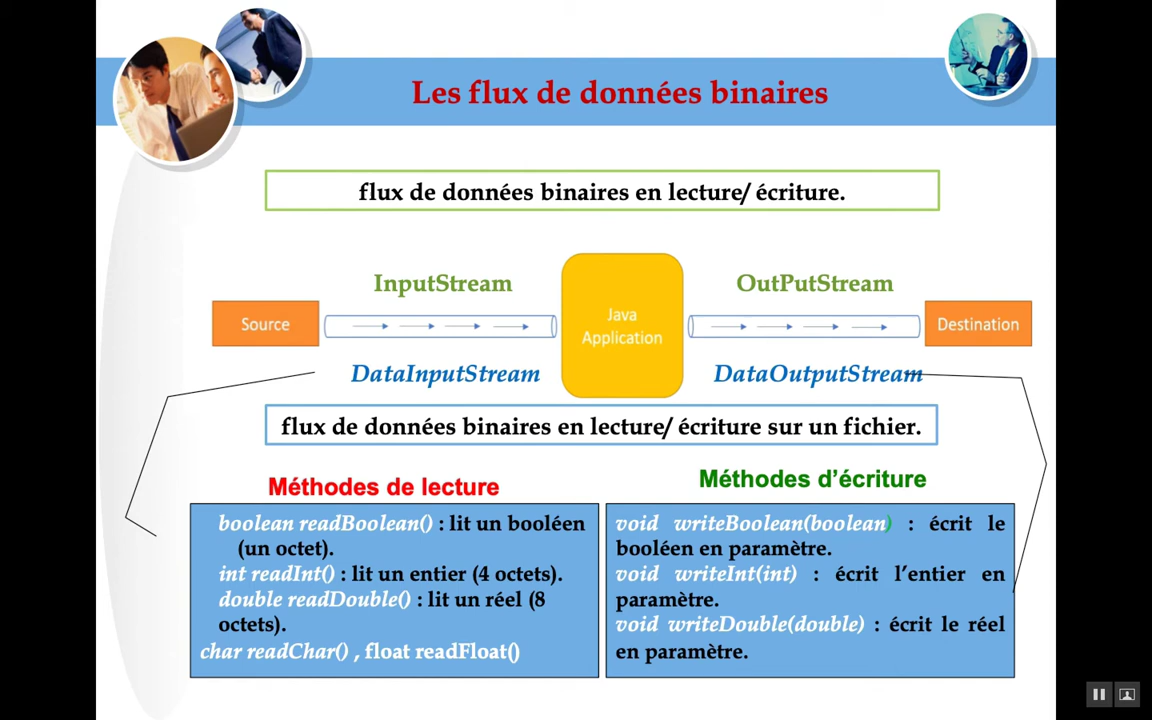 Les flux de données binaires
flux de données binaires en lecture/ écriture.
InputStream
OutPutStream
Source
Java
Application
Destination
DataInputStream
DataOutputStream
flux de données binaires en lecture/ écriture sur un fichier.
Méthodes de lecture
boolean readBoolean() : lit un booléen
(un octet).
int readInt() : lit un entier (4 octets).
double readDouble() : lit un réel (8
octets).
char readChar() , float readFloat()
Méthodes d’écriture
void writeBoolean(boolean) : écrit le
booléen en paramètre.
void writeInt(int) : écrit l’entier en
paramètre.
void writeDouble(double) : écrit le réel
en paramètre.